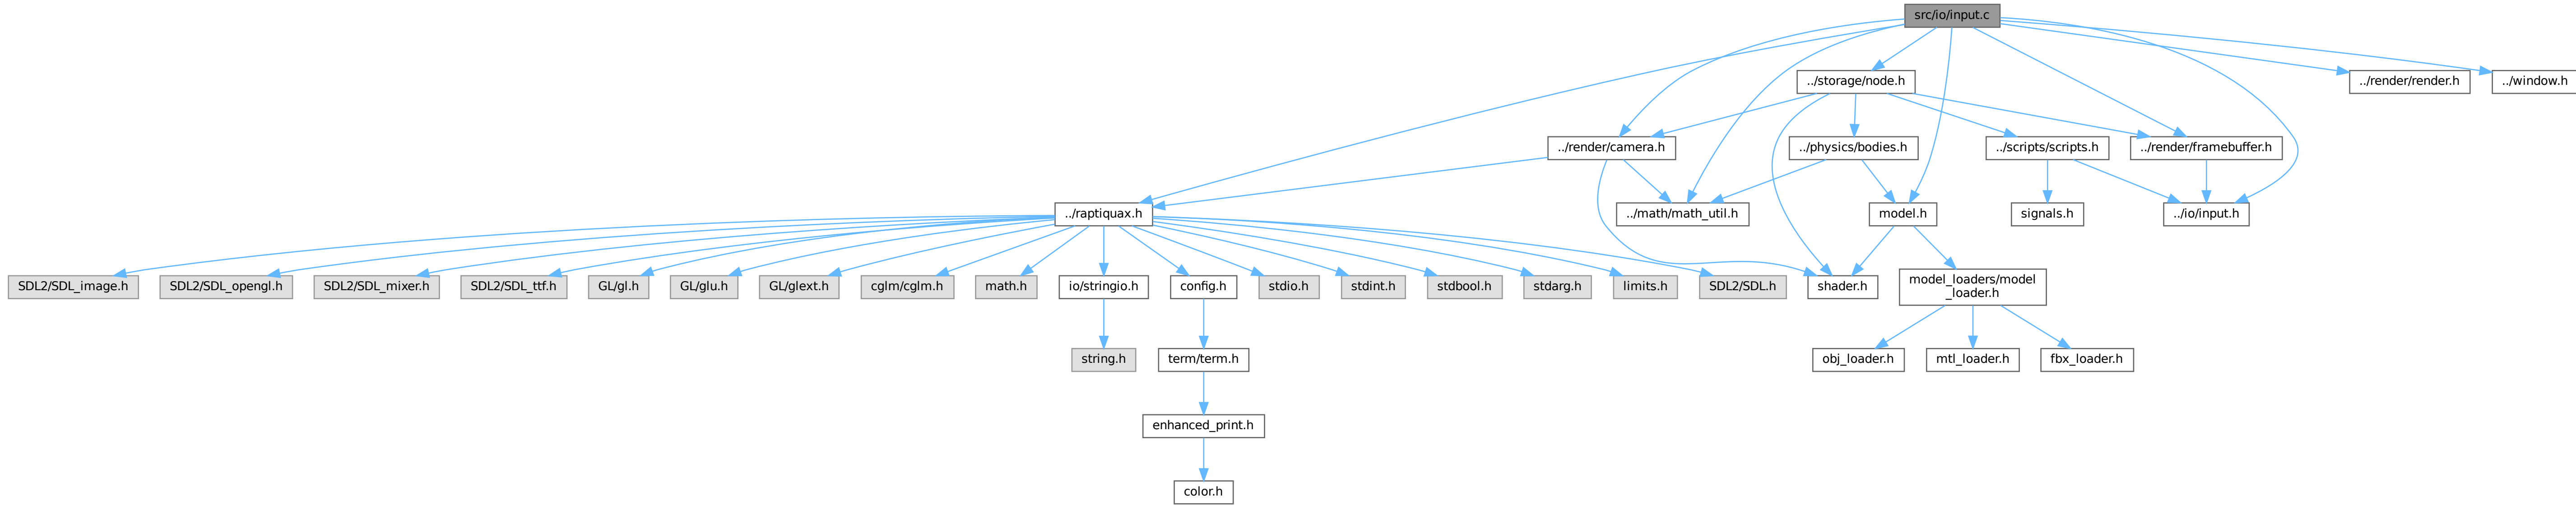 src/io/input.c
../storage/node.h
../render/render.h
../window.h
../render/camera.h
../physics/bodies.h
../scripts/scripts.h
../render/framebuffer.h
../raptiquax.h
../math/math_util.h
model.h
signals.h
../io/input.h
SDL2/SDL_image.h
SDL2/SDL_opengl.h
SDL2/SDL_mixer.h
SDL2/SDL_ttf.h
GL/gl.h
GL/glu.h
GL/glext.h
cglm/cglm.h
math.h
io/stringio.h
config.h
stdio.h
stdint.h
stdbool.h
stdarg.h
limits.h
SDL2/SDL.h
shader.h
model_loaders/model
_loader.h
string.h
term/term.h
obj_loader.h
mtl_loader.h
fbx_loader.h
enhanced_print.h
color.h